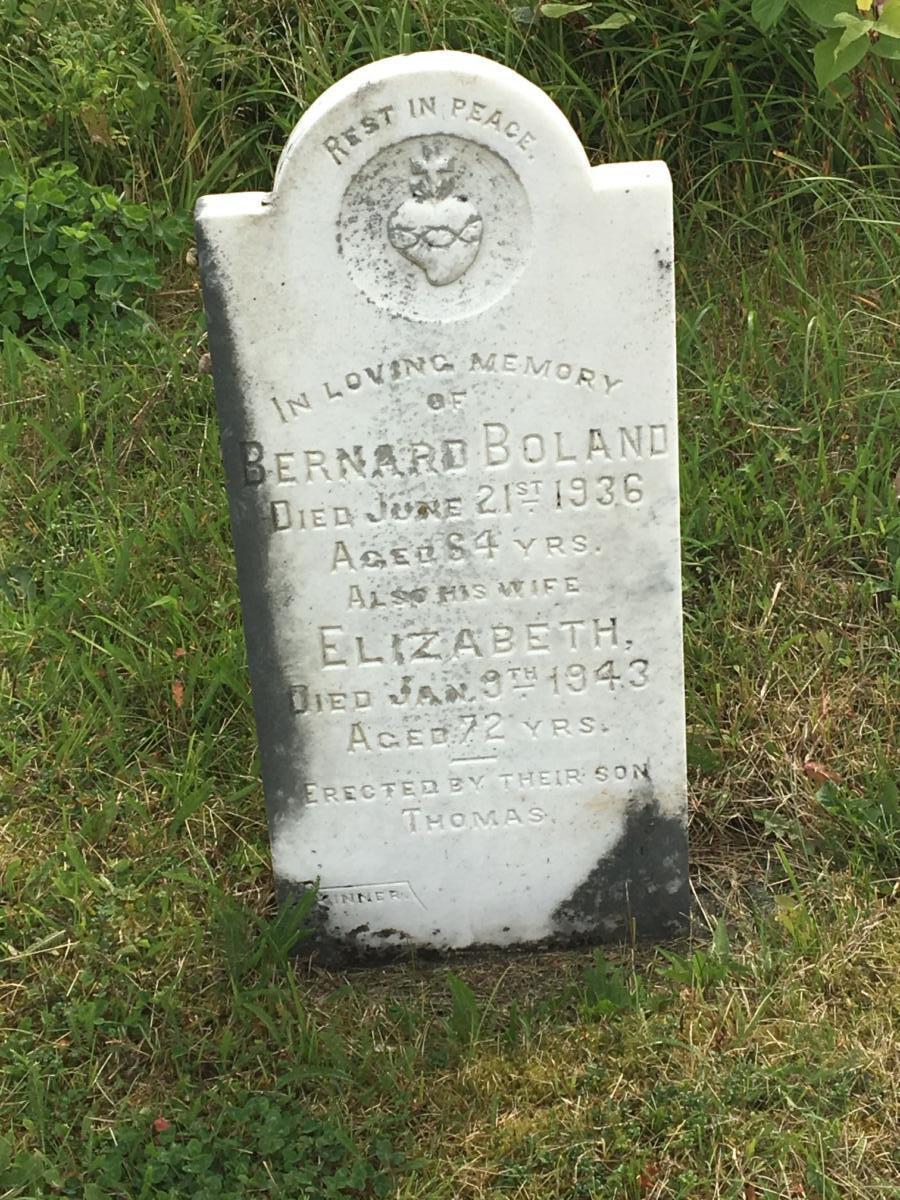 REST IN PEACE.
IN LOVING MEMORY
OF
BERNARD BOLAND
DIED JUNE 21ST 1936
AGED 84 YRS.
ALSO HIS WIFE
ELIZABETH.
DIED JAN. 9TH 1943
AGED 72 YRS.
ERECTED BY THEIR SON
THOMAS.